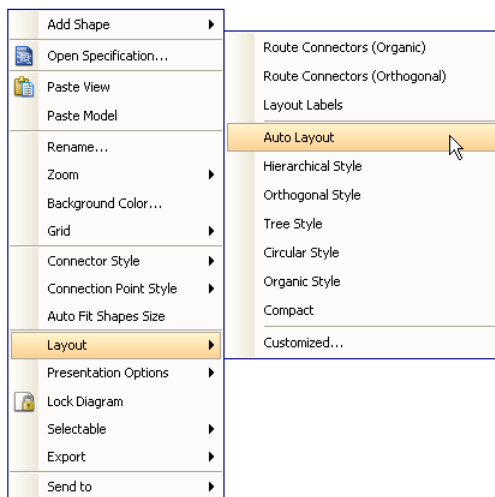 Add Shape
Open Specification...
Paste View
Paste Model
Rename...
Zoom
Background Color...
Grid
Connector Style
Connection Point Style
Auto Fit Shapes Size
Layout
Presentation Options
Lock Diagram
Selectable
Export
Send to
Route Connectors (Organic)
Route Connectors (Orthogonal)
Layout Labels
Auto Layout
Hierarchical Style
Orthogonal Style
Tree Style
Circular Style
Organic Style
Compact
Customized...